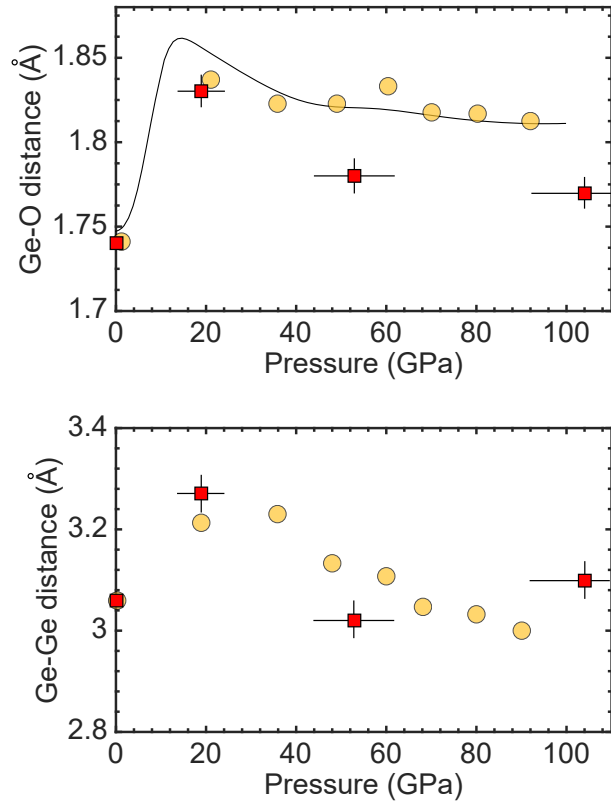 1.85
1.8
1.75
1.7
Ge-O distance (Å)
0 20 40 60 80 100
Pressure (GPa)
3.4
3.2
3
2.8
Ge-Ge distance (Å)
0 20 40 60 80 100
Pressure (GPa)